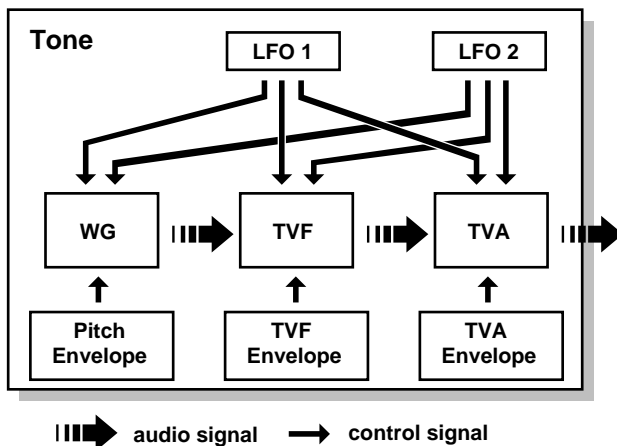 Tone
LFO 1
LFO 2
WG
TVF
TVA
Pitch
Envelope
TVF
Envelope
TVA
Envelope
audio signal
control signal